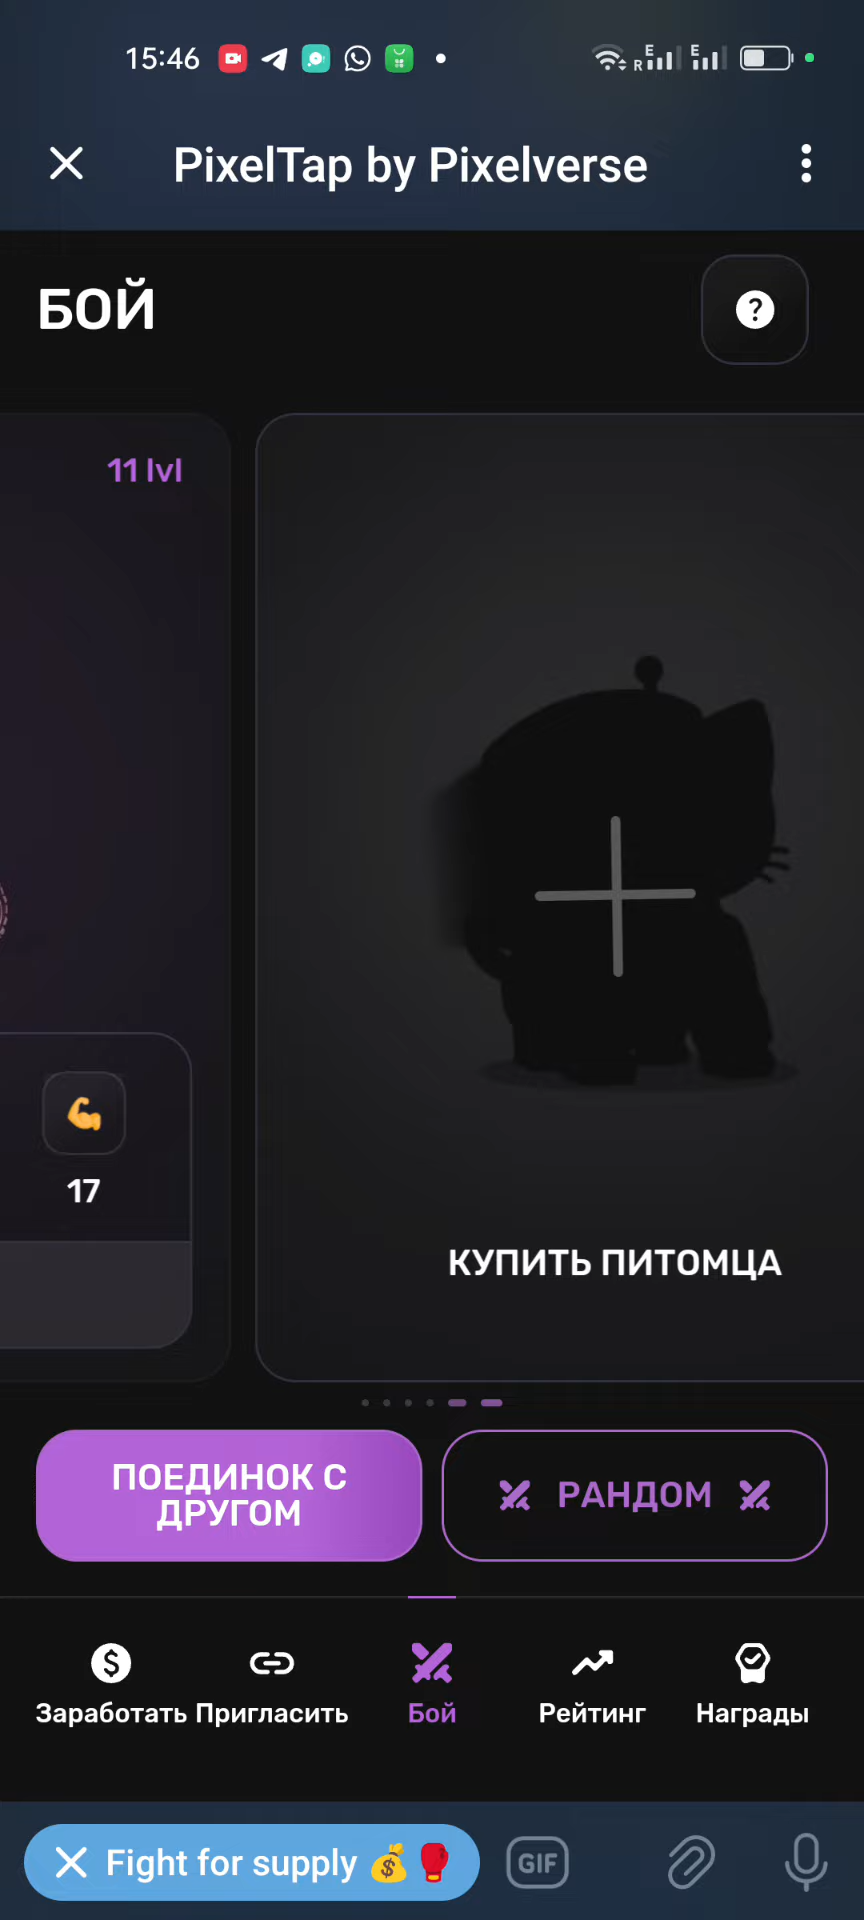 15:46
R E E
PixelTap by Pixelverse
БОЙ
?
11 lvl
17
КУПИТЬ ПИТОМЦА
ПОЕДИНОК С
ДРУГОМ
РАНДОМ
Заработать Пригласить Бой Рейтинг Награды
Fight for supply 💰🥊
GIF